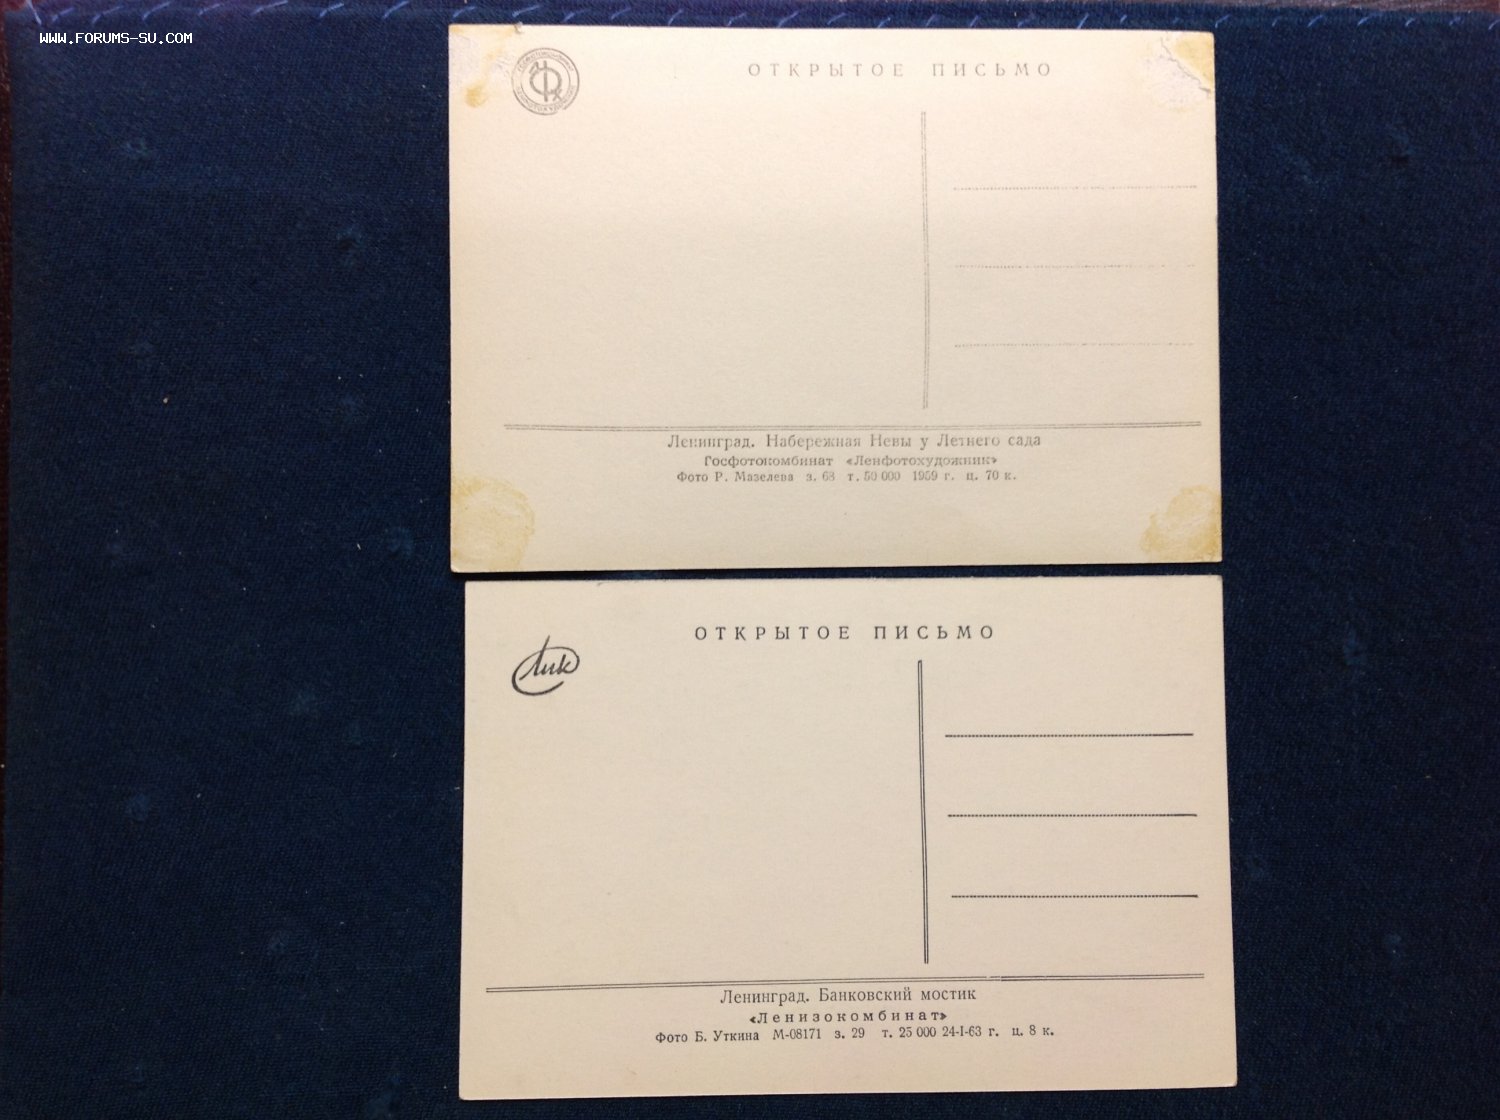 WWW.FORUMS-SU.COM
ОТКРЫТОЕ ПИСЬМО
Ленинград. Набережная Невы у Летнего сада
Госфотокомбинат «Ленфотохудожник»
Фото Р. Мазелева з. 63 т. 50 000 1959 г. ц. 70 к.
ОТКРЫТОЕ ПИСЬМО
Лик
Ленинград. Банковский мостик
«Ленизокомбинат»
Фото Б. Уткина М-08171 з. 29 т. 25 000 24-I-63 г. ц. 8 к.